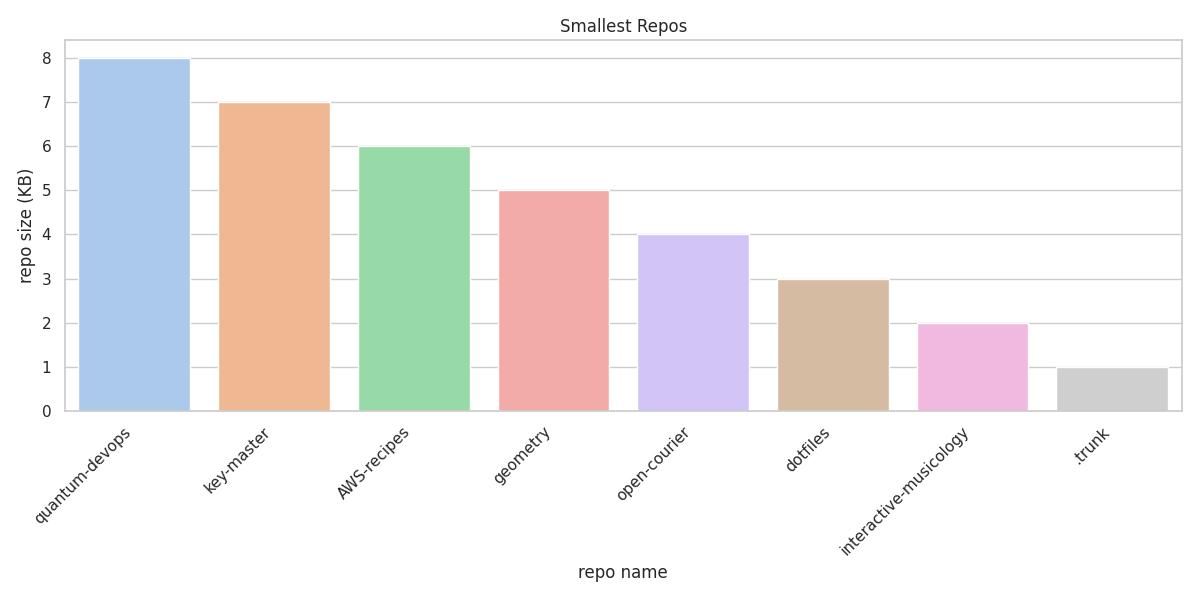 Smallest Repos
repo size (KB)
8
7
6
5
4
3
2
1
0
quantum-devops
key-master
AWS-recipes
geometry
open-courier
dotfiles
interactive-musicology
.trunk
repo name